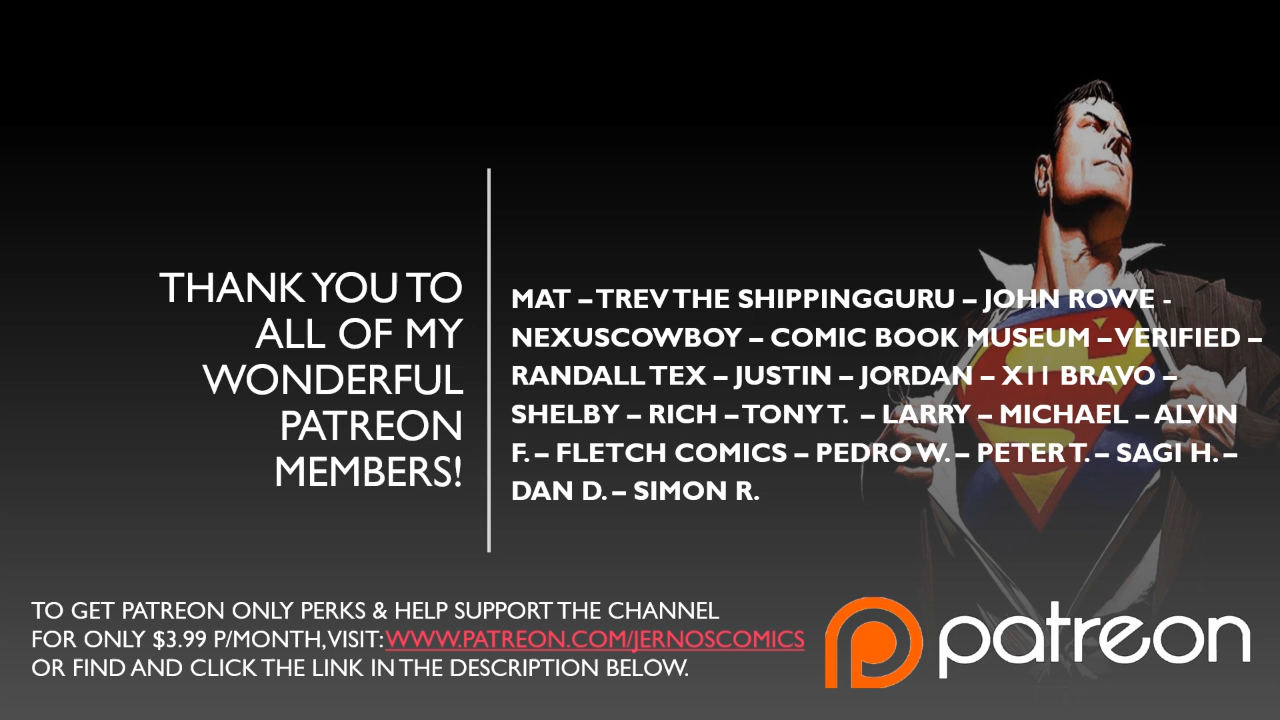 THANK YOU TO
ALL OF MY
WONDERFUL
PATREON
MEMBERS!
MAT – TREV THE SHIPPINGGURU – JOHN ROWE -
NEXUSCOWBOY – COMIC BOOK MUSEUM – VERIFIED –
RANDALL TEX – JUSTIN – JORDAN – X11 BRAVO –
SHELBY – RICH – TONY T. – LARRY – MICHAEL – ALVIN
F. – FLETCH COMICS – PEDRO W. – PETER T. – SAGI H. –
DAN D. – SIMON R.
TO GET PATREON ONLY PERKS & HELP SUPPORT THE CHANNEL
FOR ONLY $3.99 P/MONTH, VISIT: WWW.PATREON.COM/JERNOSCOMICS
OR FIND AND CLICK THE LINK IN THE DESCRIPTION BELOW.
patreon